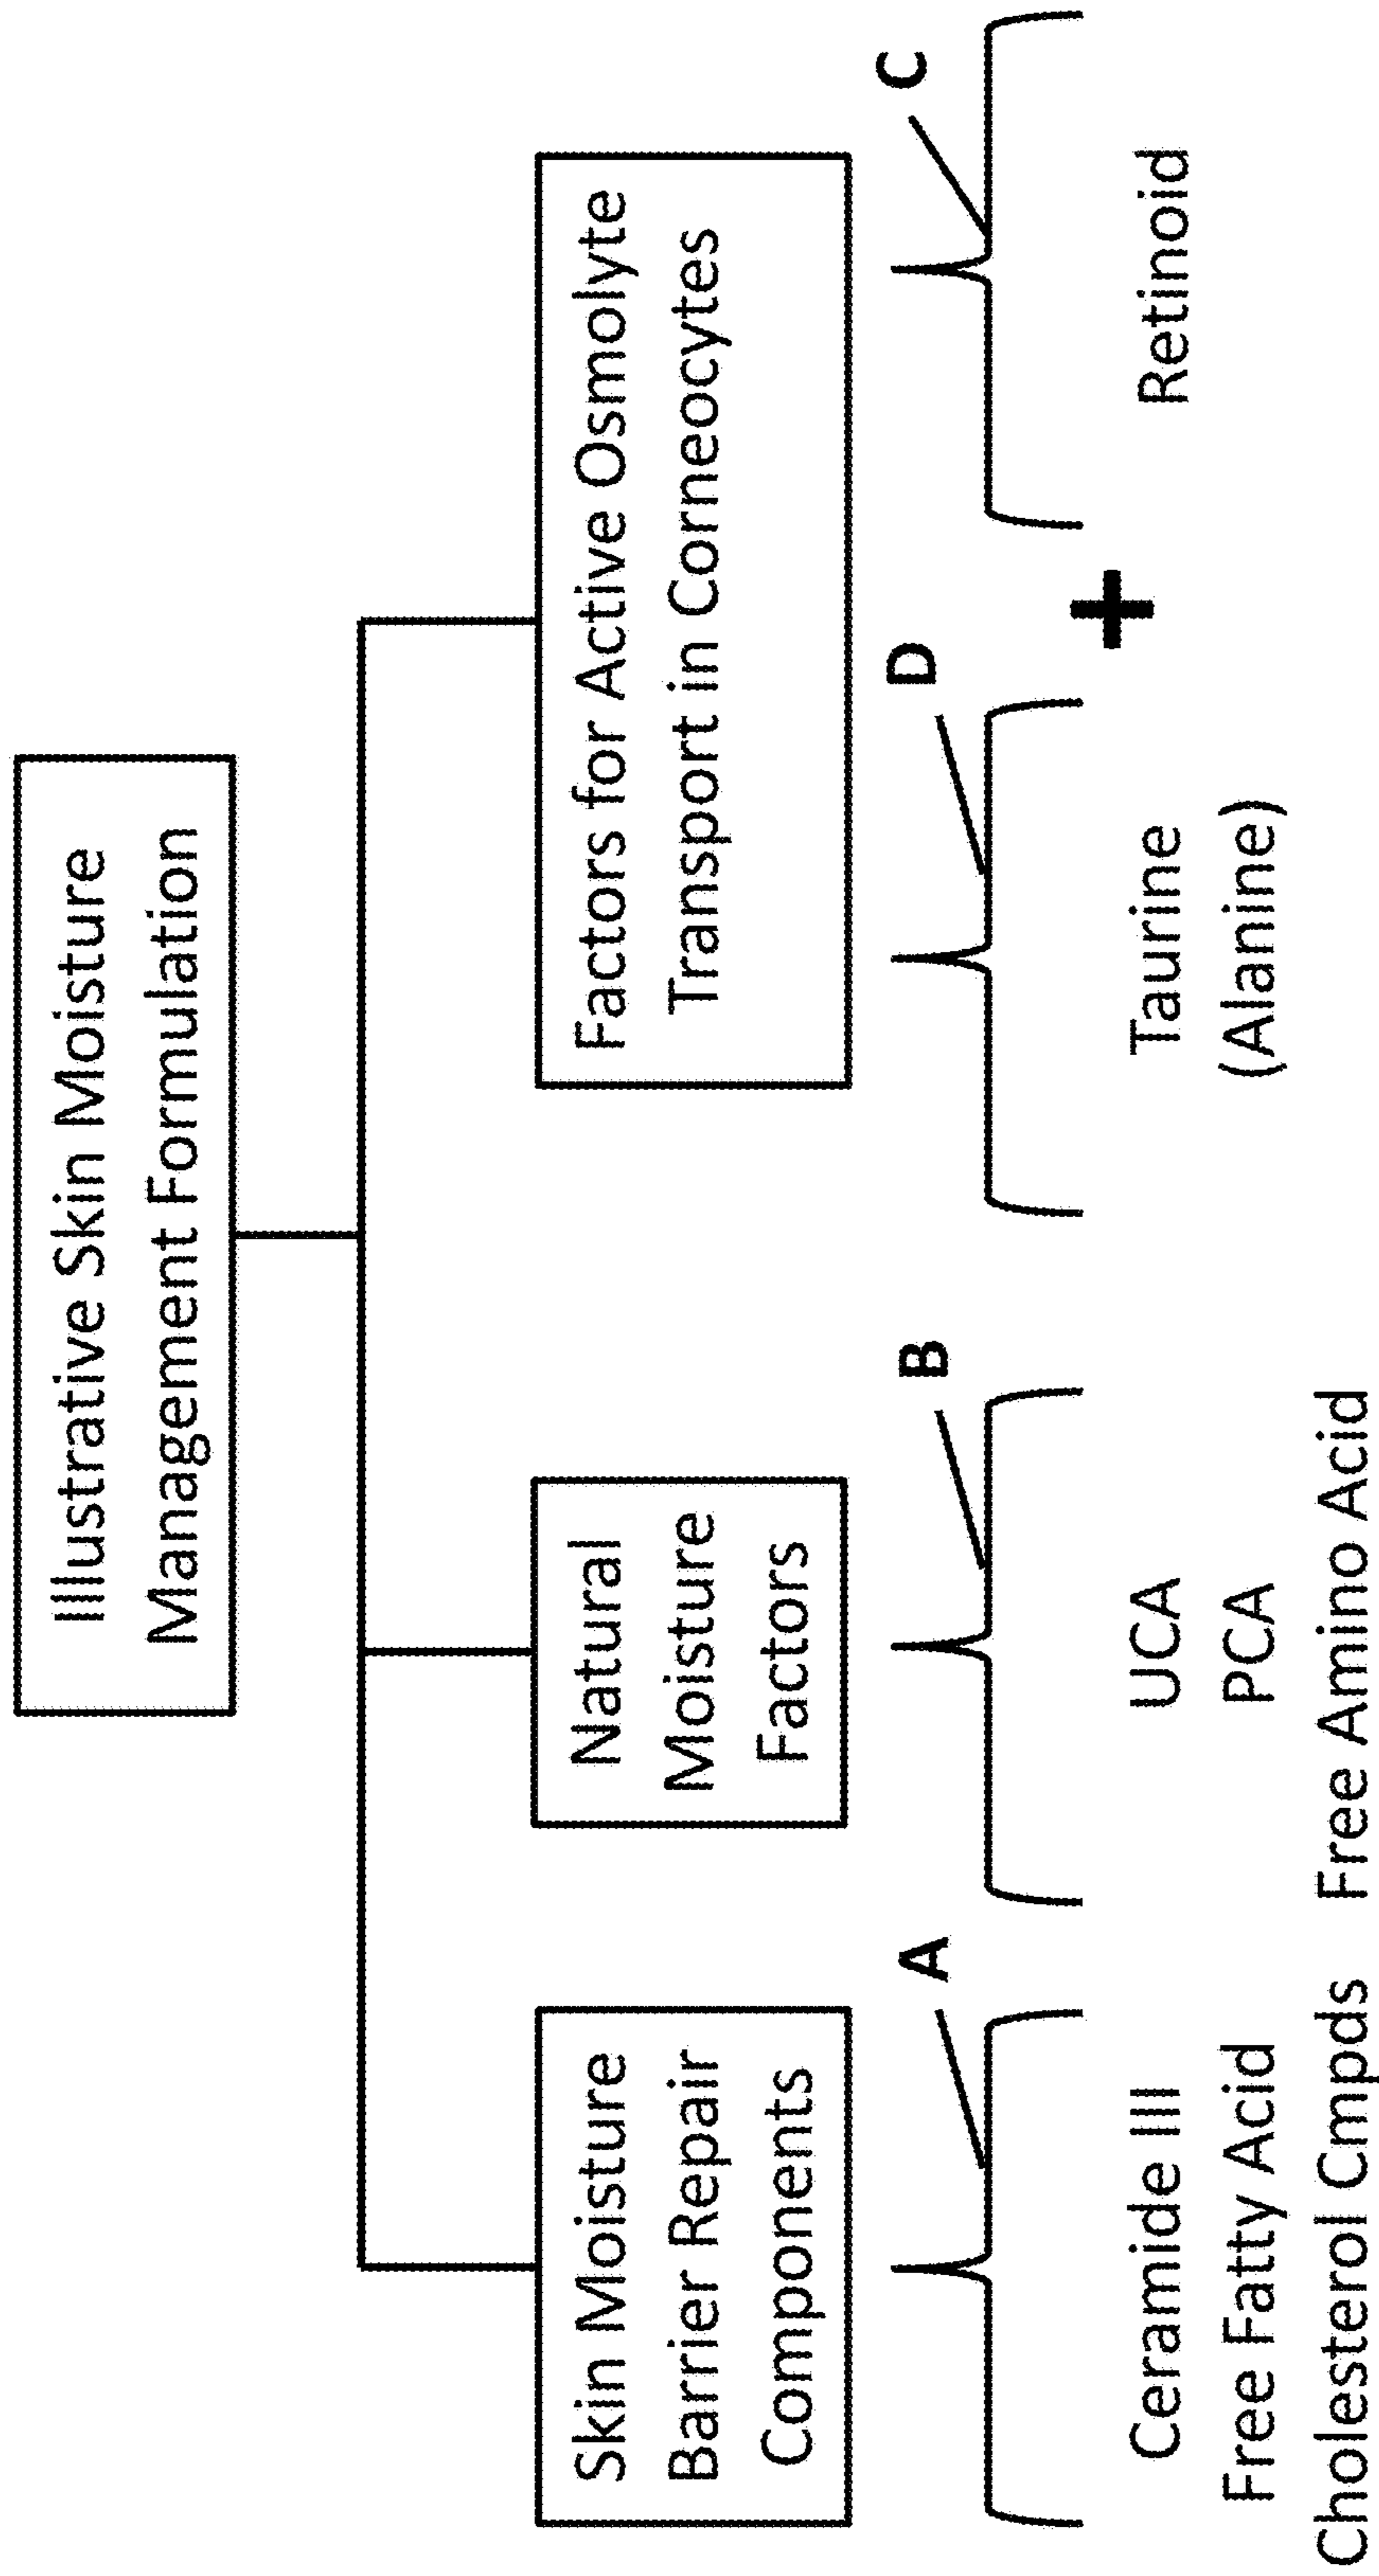 Illustrative Skin Moisture
Management Formulation
Skin Moisture
Barrier Repair
Components
Natural
Moisture
Factors
Factors for Active Osmolyte
Transport in Corneocytes
A
B
D
C
Ceramide III
Free Fatty Acid
Cholesterol Cmpds
UCA
PCA
Free Amino Acid
Taurine
(Alanine)
+
Retinoid